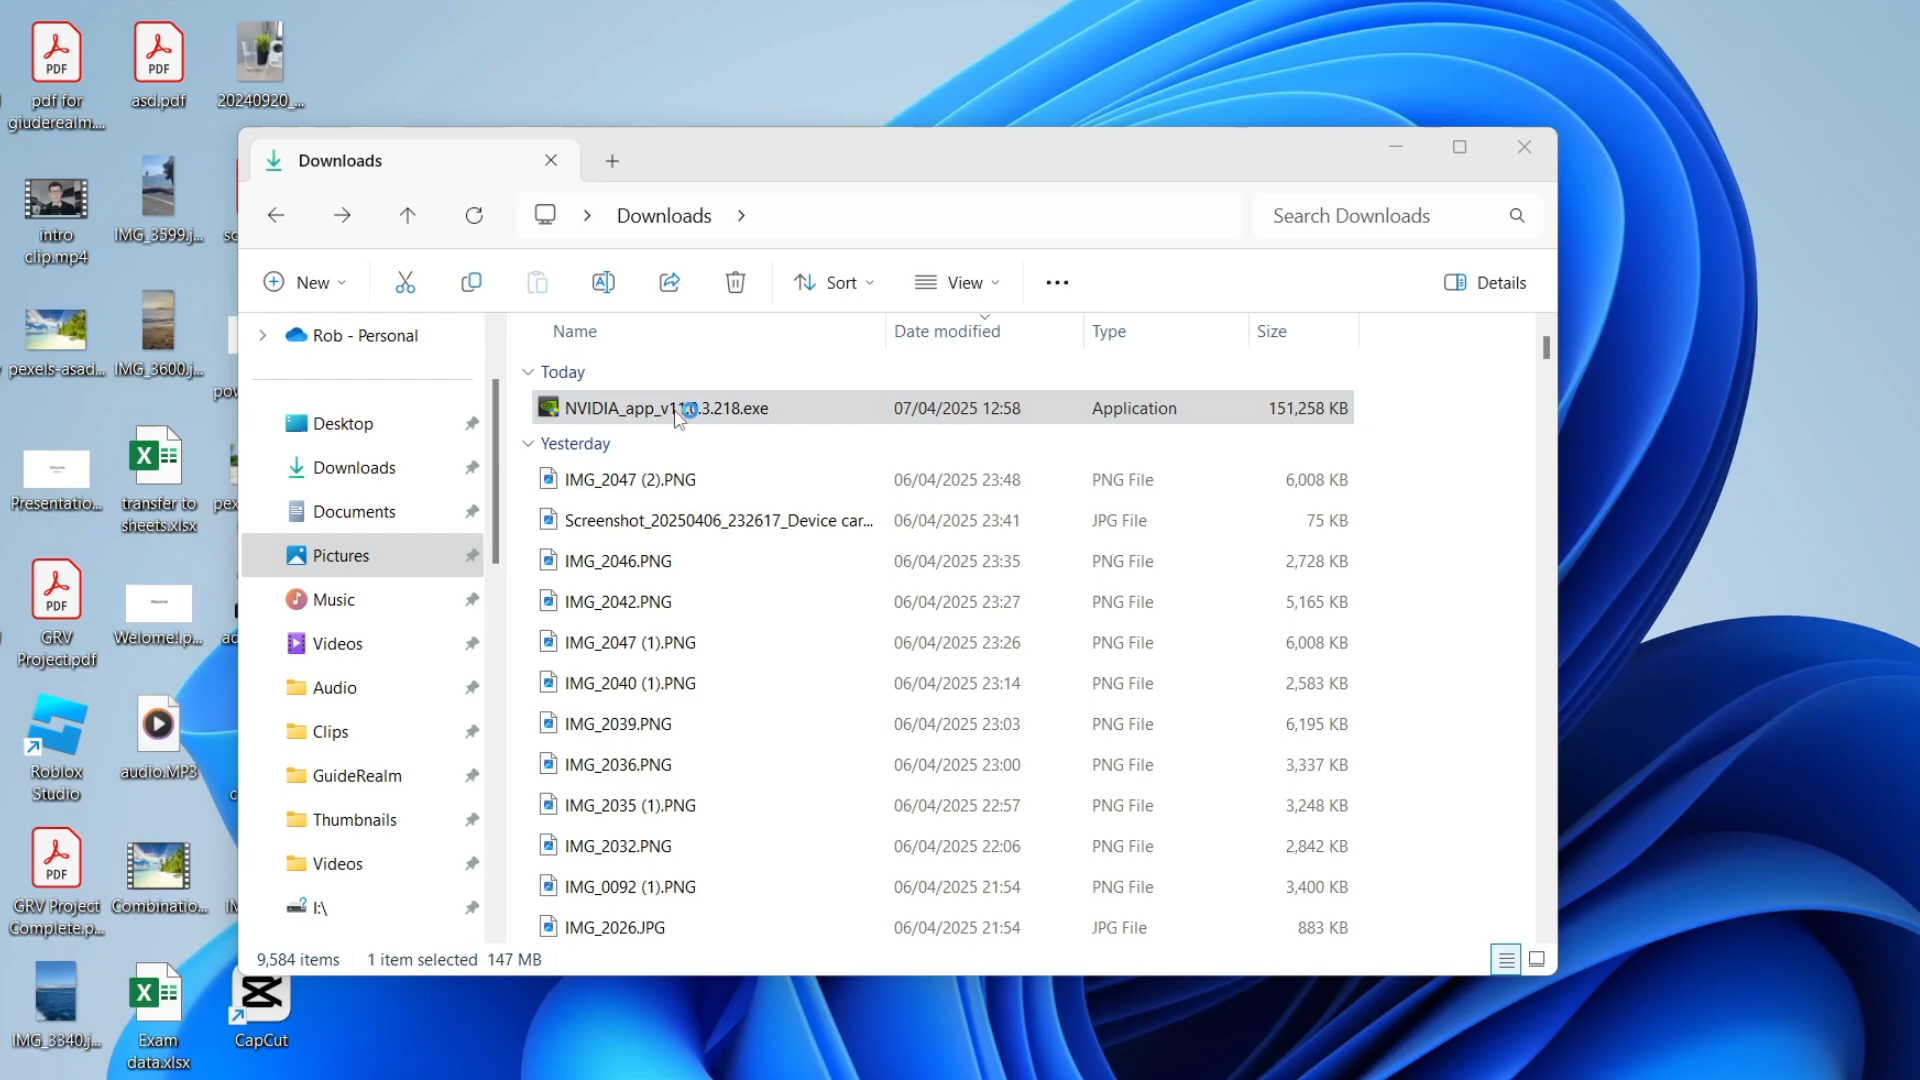 PDF
pdf for
giuderealm....
PDF
asd.pdf
20240920_...
intro
clip.mp4
IMG_3599.j...
pexels-asad...
IMG_3600.j...
Presentatio...
transfer to
sheets.xlsx
PDF
GRV
Project.pdf
Welome!.p...
Roblox
Studio
audio.MP3
PDF
GRV Project
Complete.p...
Combinatio...
IMG_3340.j...
Exam
data.xlsx
CapCut
Downloads
Downloads
Search Downloads
New
Sort
View
Details
Rob - Personal
Desktop
Downloads
Documents
Pictures
Music
Videos
Audio
Clips
GuideRealm
Thumbnails
Videos
I:\
Name Date modified Type Size
Today
NVIDIA_app_v11.0.3.218.exe 07/04/2025 12:58 Application 151,258 KB
Yesterday
IMG_2047 (2).PNG 06/04/2025 23:48 PNG File 6,008 KB
Screenshot_20250406_232617_Device car... 06/04/2025 23:41 JPG File 75 KB
IMG_2046.PNG 06/04/2025 23:35 PNG File 2,728 KB
IMG_2042.PNG 06/04/2025 23:27 PNG File 5,165 KB
IMG_2047 (1).PNG 06/04/2025 23:26 PNG File 6,008 KB
IMG_2040 (1).PNG 06/04/2025 23:14 PNG File 2,583 KB
IMG_2039.PNG 06/04/2025 23:03 PNG File 6,195 KB
IMG_2036.PNG 06/04/2025 23:00 PNG File 3,337 KB
IMG_2035 (1).PNG 06/04/2025 22:57 PNG File 3,248 KB
IMG_2032.PNG 06/04/2025 22:06 PNG File 2,842 KB
IMG_0092 (1).PNG 06/04/2025 21:54 PNG File 3,400 KB
IMG_2026.JPG 06/04/2025 21:54 JPG File 883 KB
9,584 items 1 item selected 147 MB